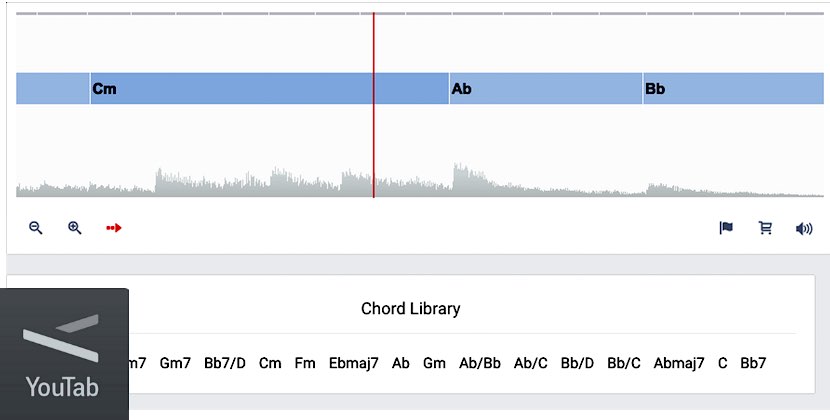 Cm Ab Bb
Chord Library
m7 Gm7 Bb7/D Cm Fm Ebmaj7 Ab Gm Ab/Bb Ab/C Bb/D Bb/C Abmaj7 C Bb7
YouTab